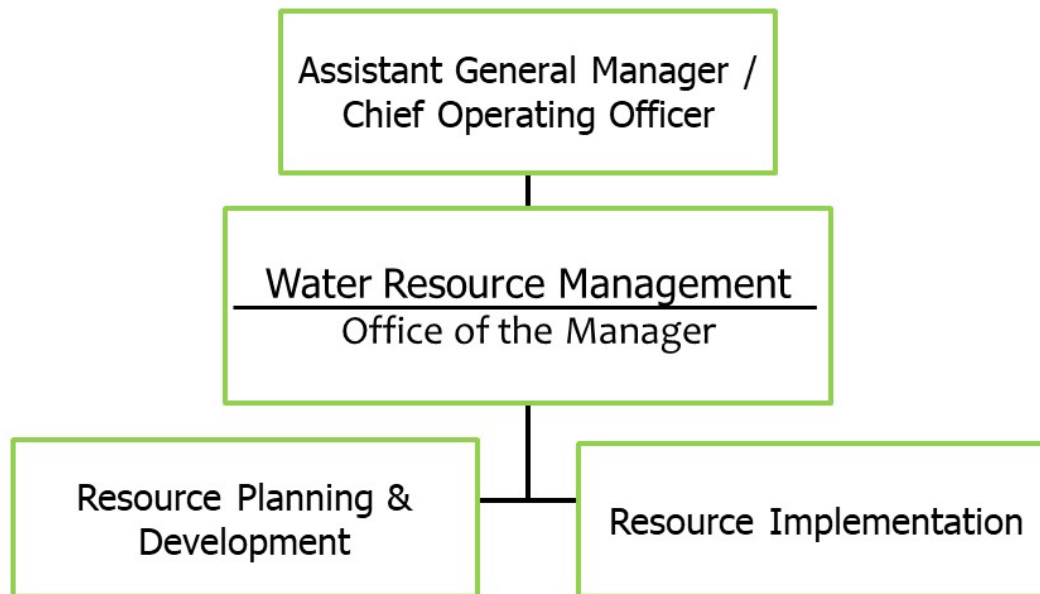 Assistant General Manager /
Chief Operating Officer
Water Resource Management
Office of the Manager
Resource Planning &
Development
Resource Implementation